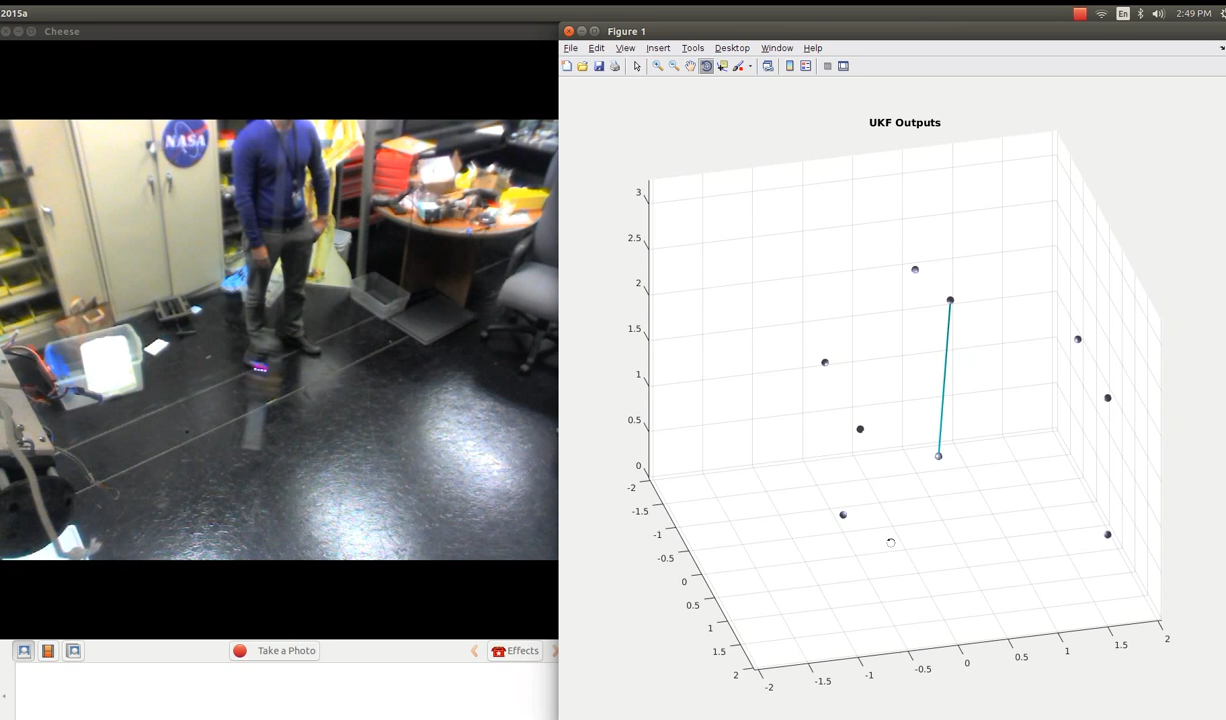 2015a
En
2:49 PM
Cheese
Figure 1
File Edit View Insert Tools Desktop Window Help
NASA
UKF Outputs
3
2.5
2
1.5
1
0.5
0
-2
-1.5
-1
-0.5
0
0.5
1
1.5
2
-2
-1.5
-1
-0.5
0
0.5
1
1.5
2
Take a Photo
Effects